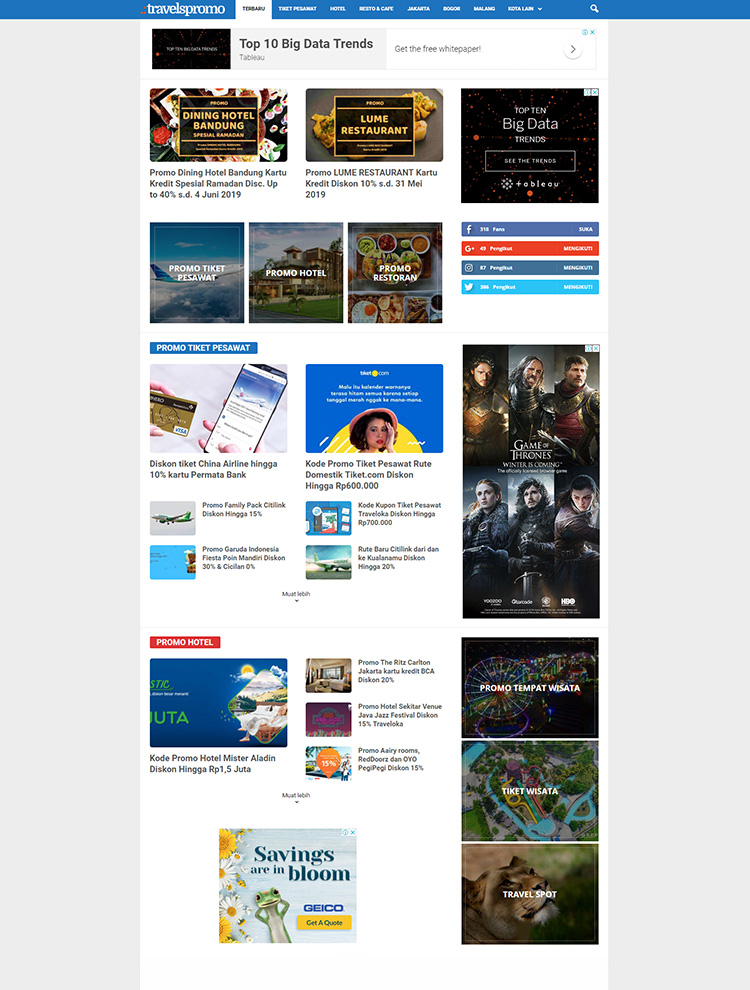 travelspromo
TERBARU
TIKET PESAWAT
HOTEL
RESTO & CAFE
JAKARTA
BOGOR
MALANG
KOTA LAIN
TOP TEN BIG DATA TRENDS
Top 10 Big Data Trends
Tableau
Get the free whitepaper!
PROMO
DINING HOTEL
BANDUNG
SPESIAL RAMADAN
Promo Dining Hotel Bandung Kartu
Kredit Spesial Ramadan Disc. Up
to 40% s.d. 4 Juni 2019
PROMO
LUME
RESTAURANT
Promo LUME RESTAURANT Kartu
Kredit Diskon 10% s.d. 31 Mei
2019
TOP TEN
Big Data
TRENDS
SEE THE TRENDS
+ableau
PROMO TIKET
PESAWAT
PROMO HOTEL
PROMO
RESTORAN
318 Fans
SUKA
49 Pengikut
MENGIKUTI
87 Pengikut
MENGIKUTI
386 Pengikut
MENGIKUTI
PROMO TIKET PESAWAT
VISA
Diskon tiket China Airline hingga
10% kartu Permata Bank
tiket.com
Malu itu kalender warnanya
terasa hitam semua karena setiap
tanggal merah nggak ke mana-mana.
Kode Promo Tiket Pesawat Rute
Domestik Tiket.com Diskon
Hingga Rp600.000
Promo Family Pack Citilink
Diskon Hingga 15%
Kode Kupon Tiket Pesawat
Traveloka Diskon Hingga
Rp700.000
Promo Garuda Indonesia
Fiesta Poin Mandiri Diskon
30% & Cicilan 0%
Rute Baru Citilink dari dan
ke Kualanamu Diskon
Hingga 20%
Muat lebih
GAME OF
THRONES
WINTER IS COMING
The officially licensed browser game
YOOZOO
GTarcade
HBO
PROMO HOTEL
STIC
JUTA
Kode Promo Hotel Mister Aladin
Diskon Hingga Rp1,5 Juta
Promo The Ritz Carlton
Jakarta kartu kredit BCA
Diskon 20%
Promo Hotel Sekitar Venue
Java Jazz Festival Diskon
15% Traveloka
15%
Promo Aairy rooms,
RedDoorz dan OYO
PegiPegi Diskon 15%
Muat lebih
PROMO TEMPAT WISATA
TIKET WISATA
TRAVEL SPOT
Savings
are in bloom
GEICO
Get A Quote